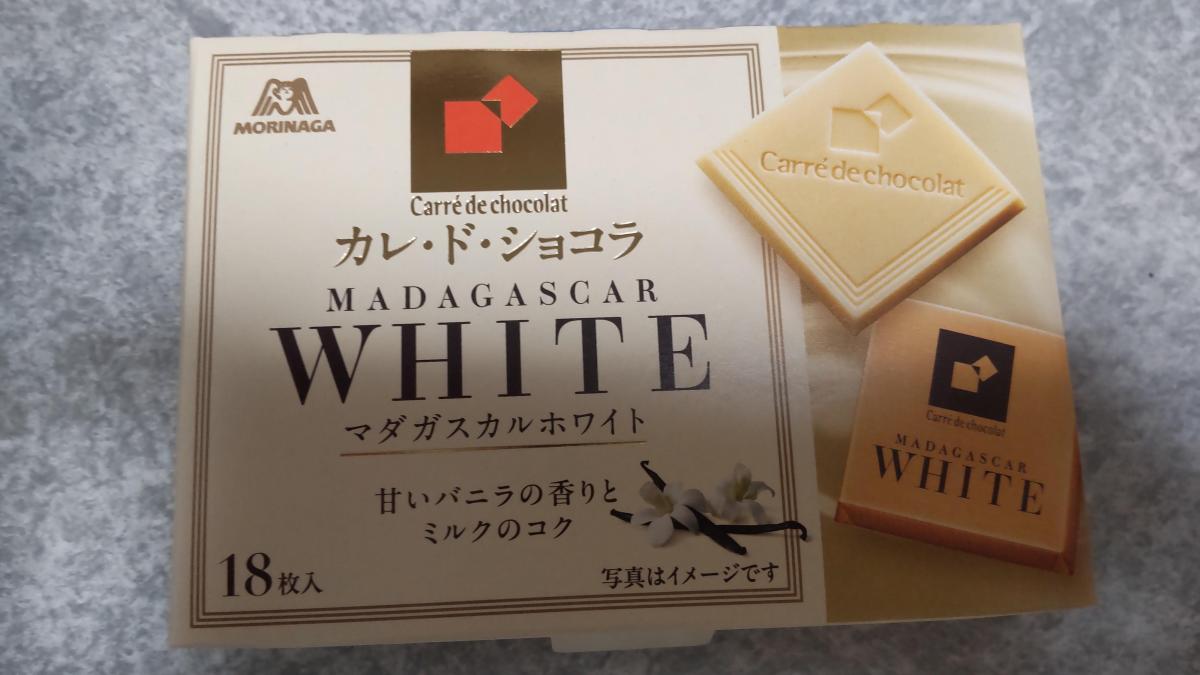 MORINAGA
Carré de chocolat
カレ・ド・ショコラ
MADAGASCAR
WHITE
マダガスカルホワイト
甘いバニラの香りと
ミルクのコク
18枚入
写真はイメージです
Carré de chocolat
Carré de chocolat
MADAGASCAR
WHITE